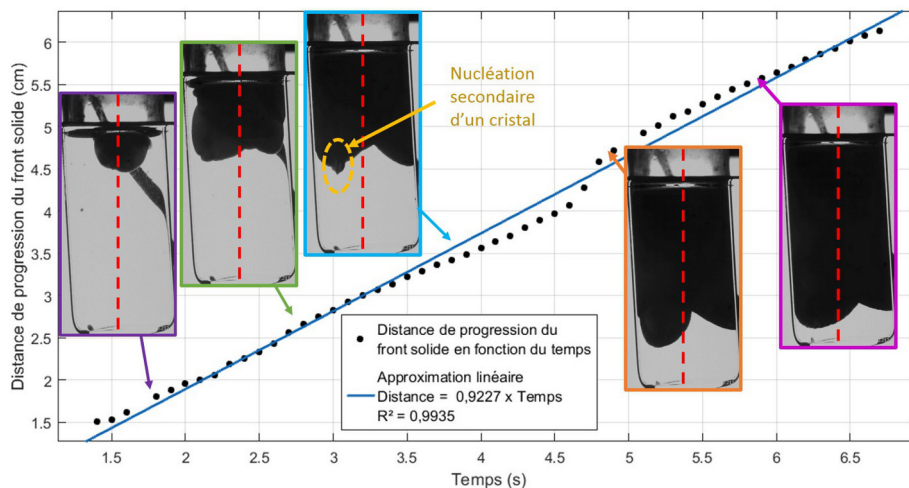 Distance de progression du front solide (cm)
6
5.5
5
4.5
4
3.5
3
2.5
2
1.5
Nucléation
secondaire
d'un cristal
Distance de progression du
front solide en fonction du temps
Approximation linéaire
Distance = 0,9227 x Temps
R² = 0,9935
1.5
2
2.5
3
3.5
4
4.5
5
5.5
6
6.5
Temps (s)